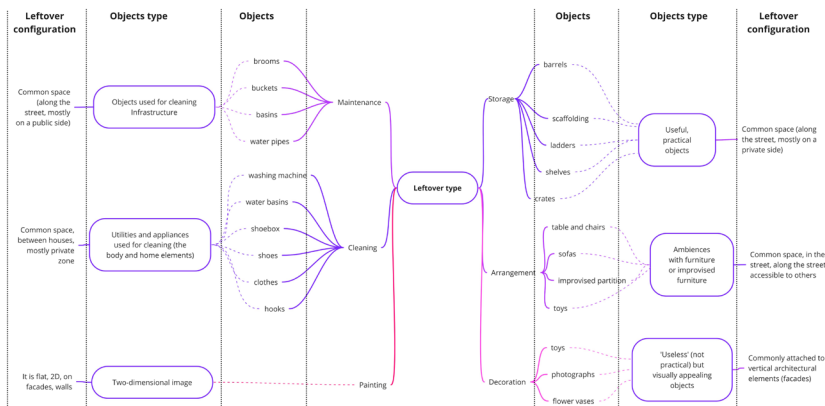 Leftover
configuration
Objects type
Objects
Objects
Objects type
Leftover
configuration
Common space
(along the
street, mostly
on a public side)
Objects used for cleaning
Infrastructure
brooms
buckets
basins
water pipes
Maintenance
Common space,
between houses,
mostly private
zone
Utilities and appliances
used for cleaning (the
body and home elements)
washing machine
water basins
shoebox
shoes
clothes
hooks
Cleaning
It is flat, 2D, on
facades, walls
Two-dimensional image
Painting
Leftover type
Storage
barrels
scaffolding
ladders
shelves
crates
Useful,
practical
objects
Common space (along
the street, mostly on a
private side)
Arrangement
table and chairs
sofas
improvised partition
toys
Ambiences
with furniture
or improvised
furniture
Common space, in the
street, along the street
accessible to others
Decoration
toys
photographs
flower vases
'Useless' (not
practical) but
visually appealing
objects
Commonly attached to
vertical architectural
elements (facades)